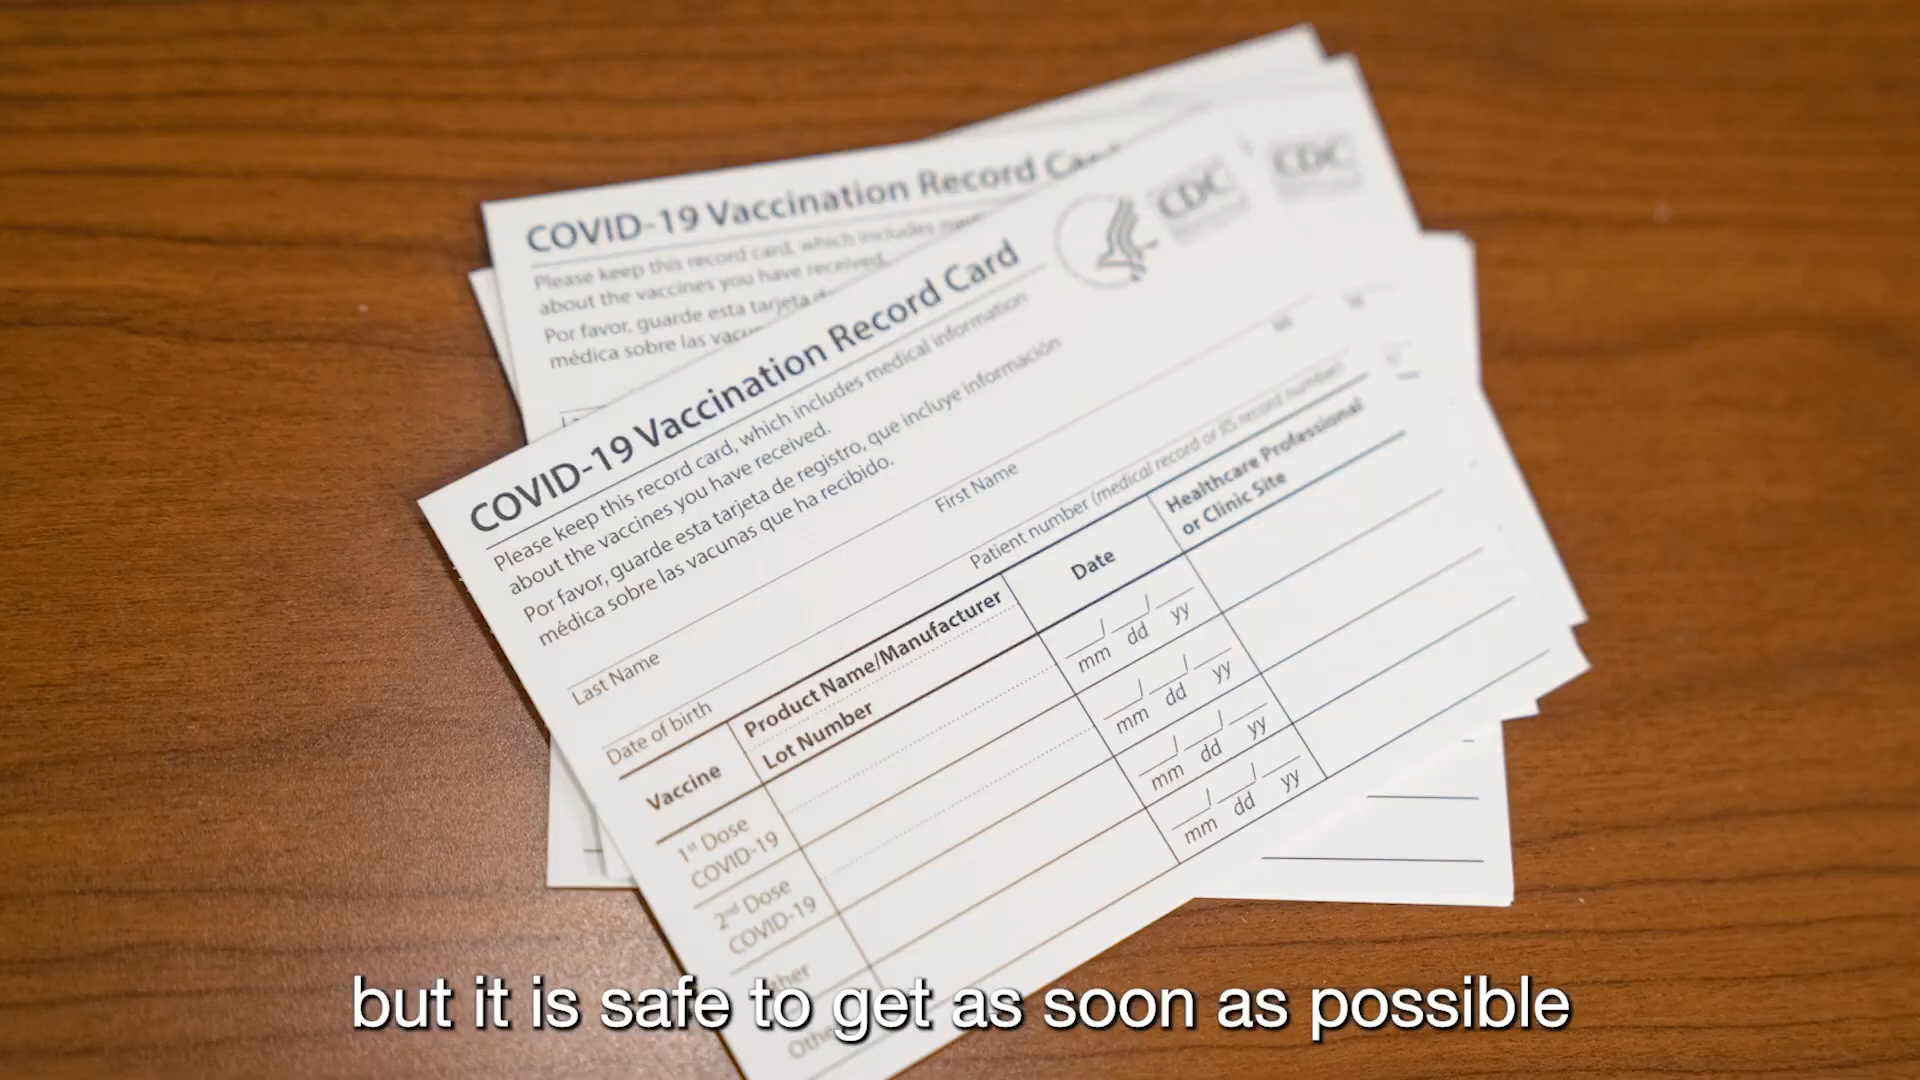 COVID-19 Vaccination Record Card
Please keep this record card, which includes
about the vaccines you have received.
Por favor, guarde esta tarjeta
médica sobre las
CDC
COVID-19 Vaccination Record Card
CDC
Please keep this record card, which includes medical information
about the vaccines you have received.
Por favor, guarde esta tarjeta de registro, que incluye información
médica sobre las vacunas que ha recibido.
Last Name
First Name
Date of birth
Patient number (medical record or IIS record number)
Vaccine
Product Name/Manufacturer
Lot Number
Date
Healthcare Professional
or Clinic Site
1st Dose
COVID-19
mm / dd / yy
2nd Dose
COVID-19
mm / dd / yy
mm / dd / yy
mm / dd / yy
but it is safe to get as soon as possible